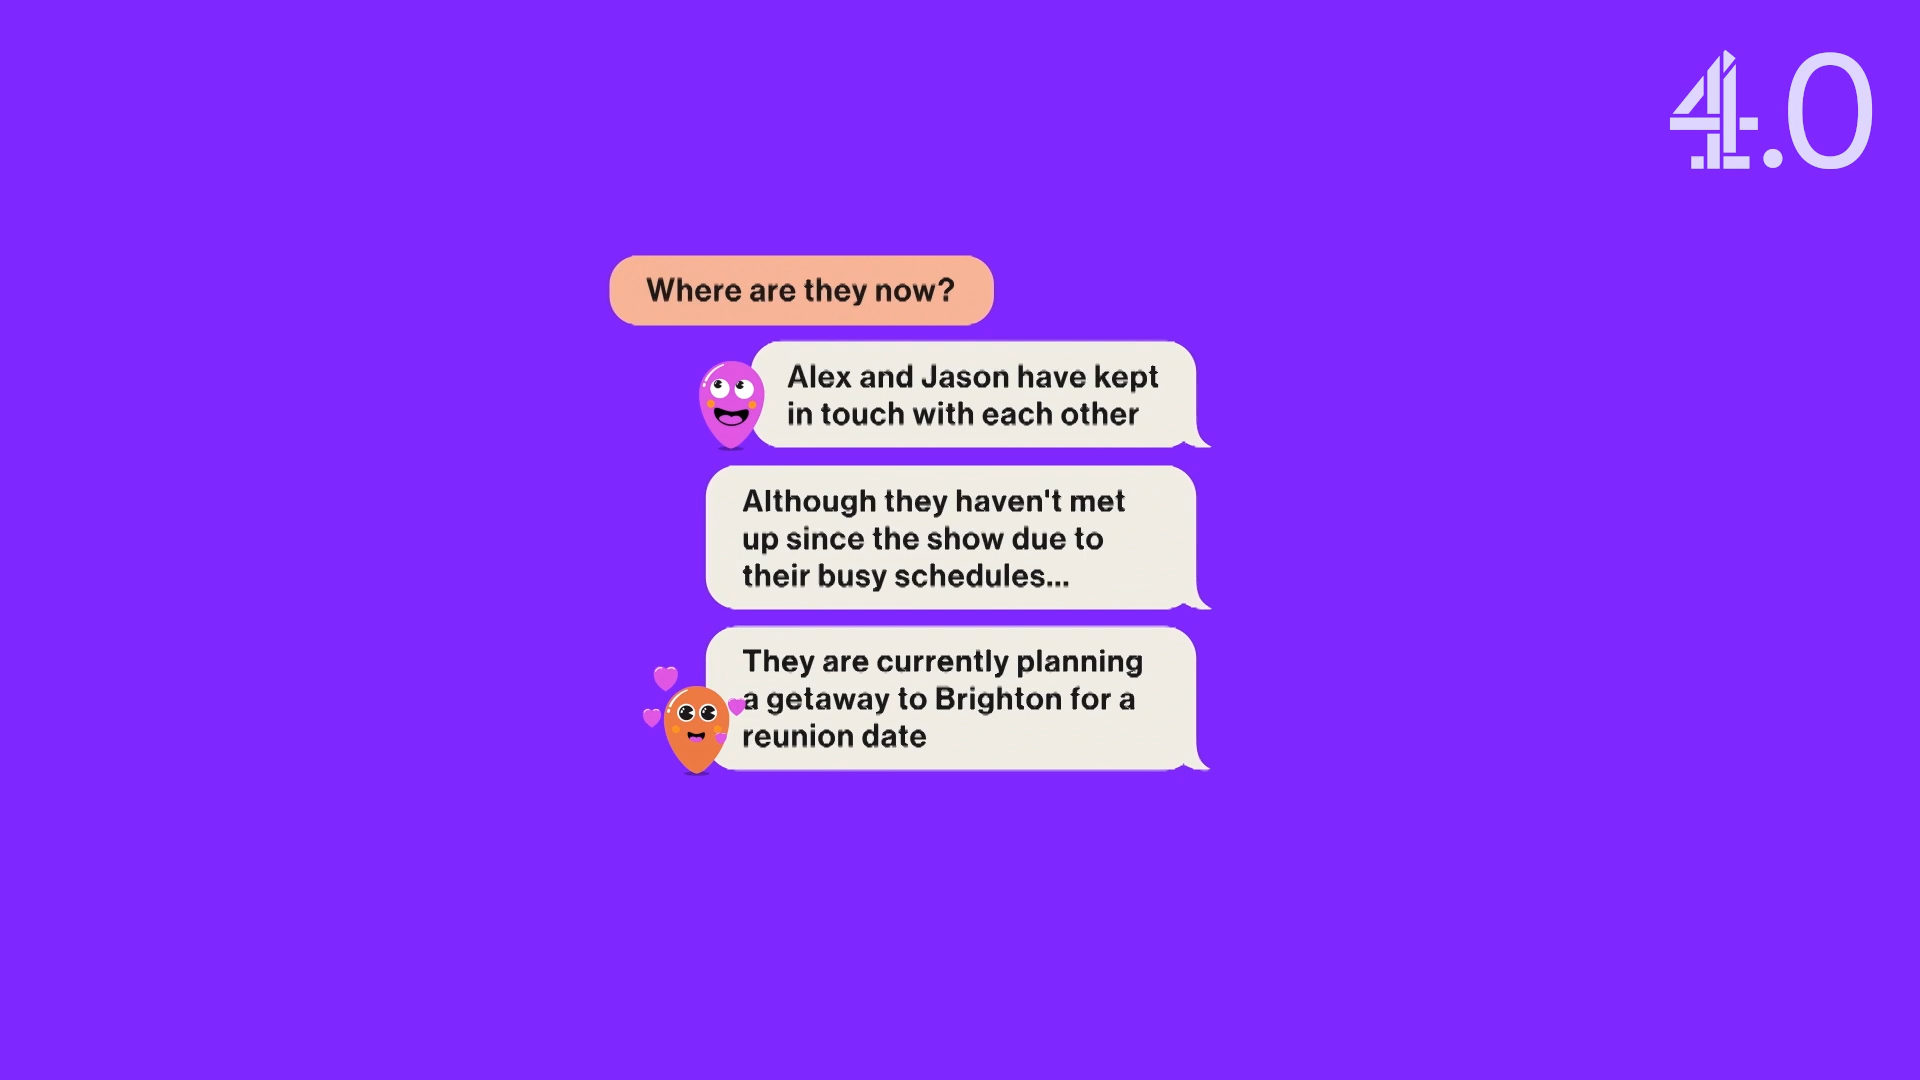 4.0
Where are they now?
Alex and Jason have kept
in touch with each other
Although they haven't met
up since the show due to
their busy schedules...
They are currently planning
a getaway to Brighton for a
reunion date